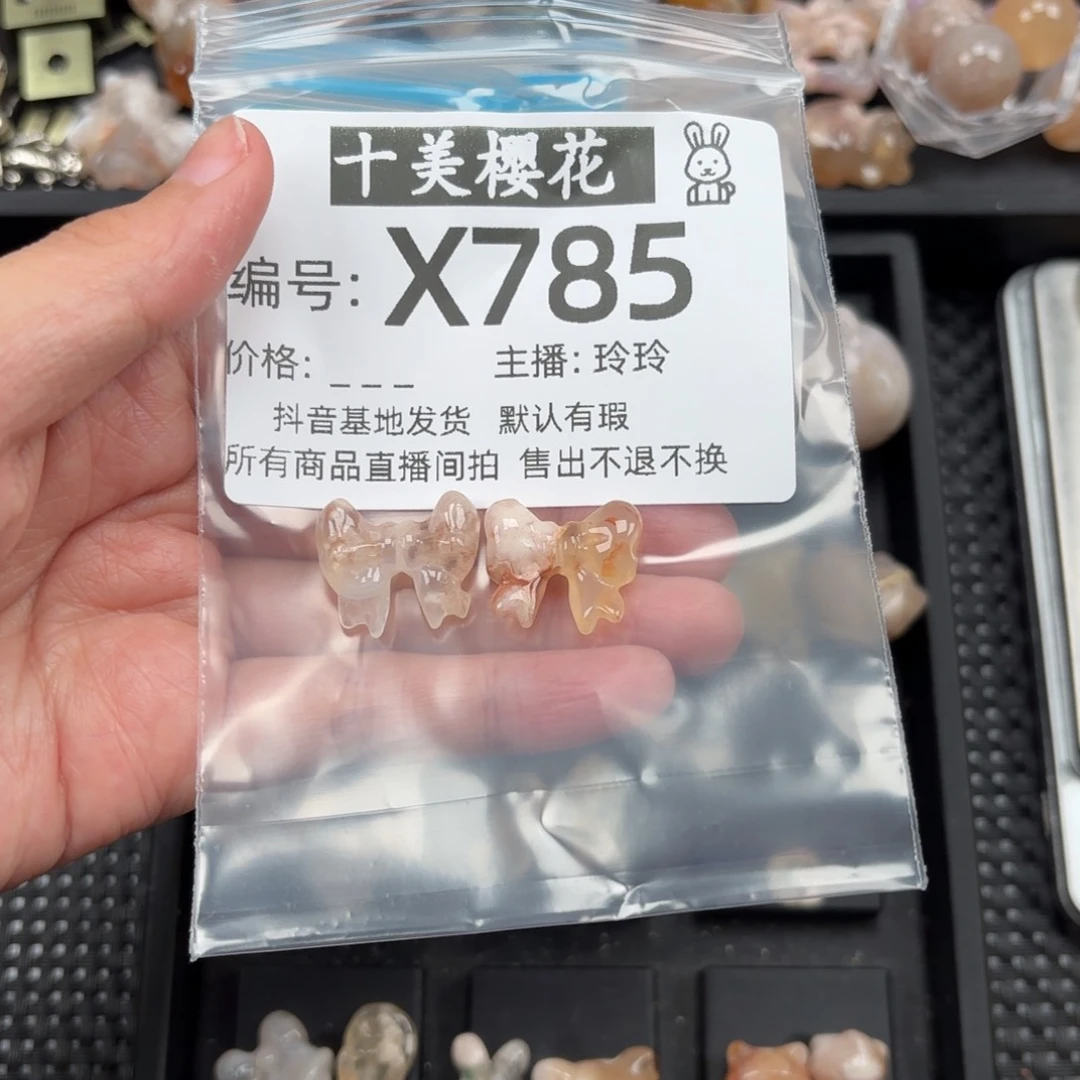 十美樱花
编号: X785
价格: _ _ _ 主播: 玲玲
抖音基地发货 默认有瑕
所有商品直播间拍 售出不退不换